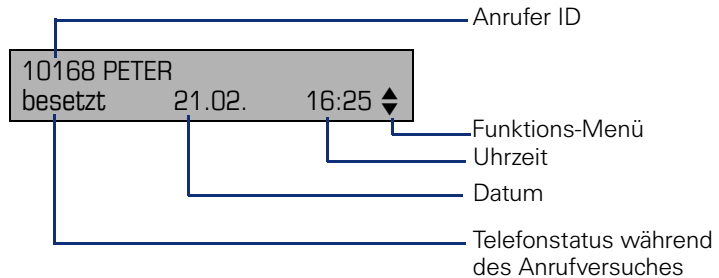 Anrufer ID
10168 PETER
besetzt 21.02. 16:25
Funktions-Menü
Uhrzeit
Datum
Telefonstatus während
des Anrufversuches